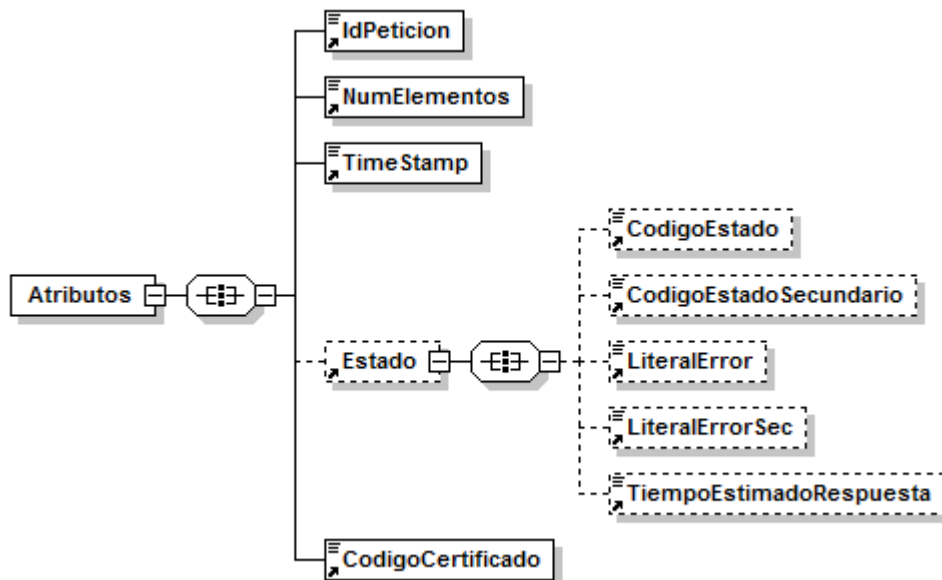 IdPeticion
NumElementos
TimeStamp
CodigoEstado
Atributos
CodigoEstadoSecundario
Estado
LiteralError
LiteralErrorSec
TiempoEstimadoRespuesta
CodigoCertificado